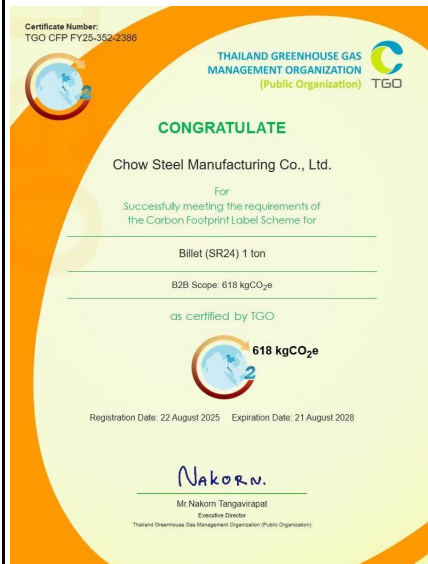 Certificate Number:
TGO CFP FY25-352-2386
THAILAND GREENHOUSE GAS
MANAGEMENT ORGANIZATION
(Public Organization)
TGO
2
CONGRATULATE
Chow Steel Manufacturing Co., Ltd.
For
Successfully meeting the requirements of
the Carbon Footprint Label Scheme for
Billet (SR24) 1 ton
B2B Scope: 618 kgCO₂e
as certified by TGO
618 kgCO₂e
2
Registration Date: 22 August 2025 Expiration Date: 21 August 2028
NAKORN.
Mr.Nakorn Tangavirapat
Executive Director
Thailand Greenhouse Gas Management Organization (Public Organization)